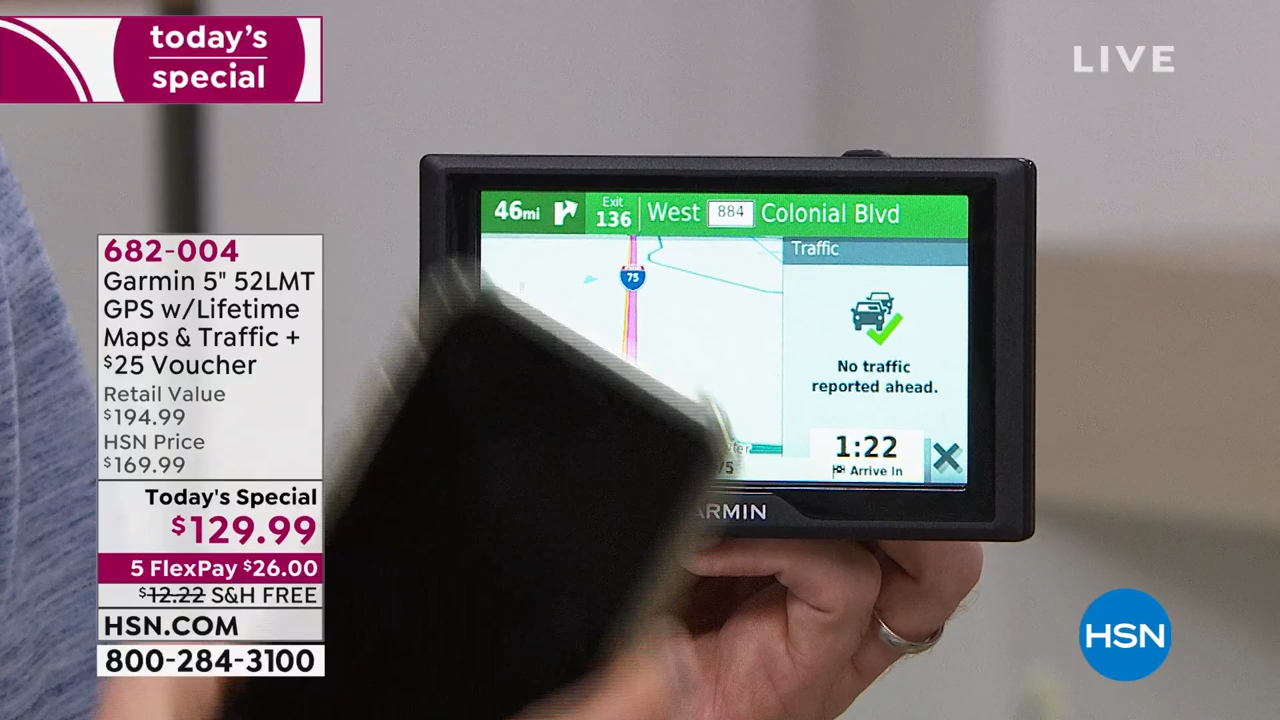 today's
special
LIVE
682-004
Garmin 5" 52LMT
GPS w/Lifetime
Maps & Traffic +
$25 Voucher
Retail Value
$194.99
HSN Price
$169.99
Today's Special
$129.99
5 FlexPay $26.00
$12.22 S&H FREE
HSN.COM
800-284-3100
46mi
Exit
136
West 884 Colonial Blvd
Traffic
75
No traffic
reported ahead.
1:22
Arrive In
ARMIN
HSN